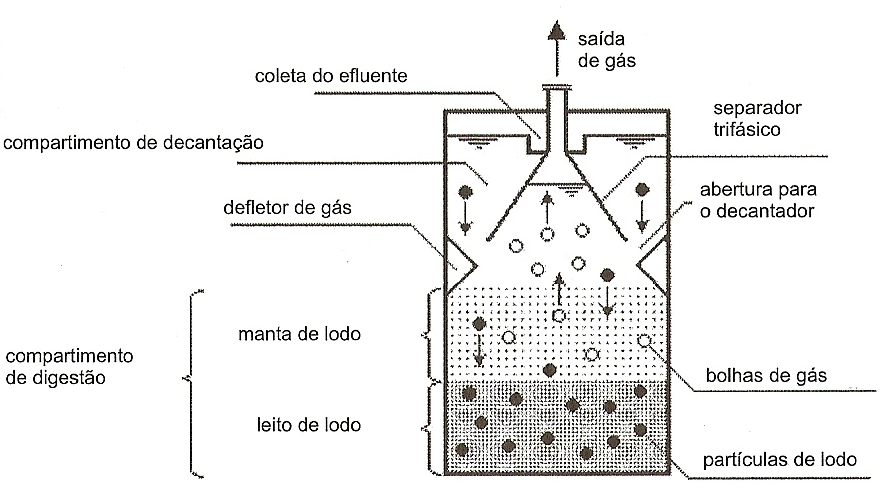 saída
de gás
coleta do efluente
separador
trifásico
compartimento de decantação
abertura para
o decantador
defletor de gás
manta de lodo
compartimento
de digestão
bolhas de gás
leito de lodo
partículas de lodo